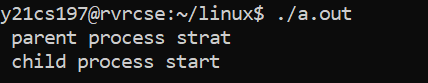 y21cs197@rvrcse:~/linux$ ./a.out
parent process strat
child process start